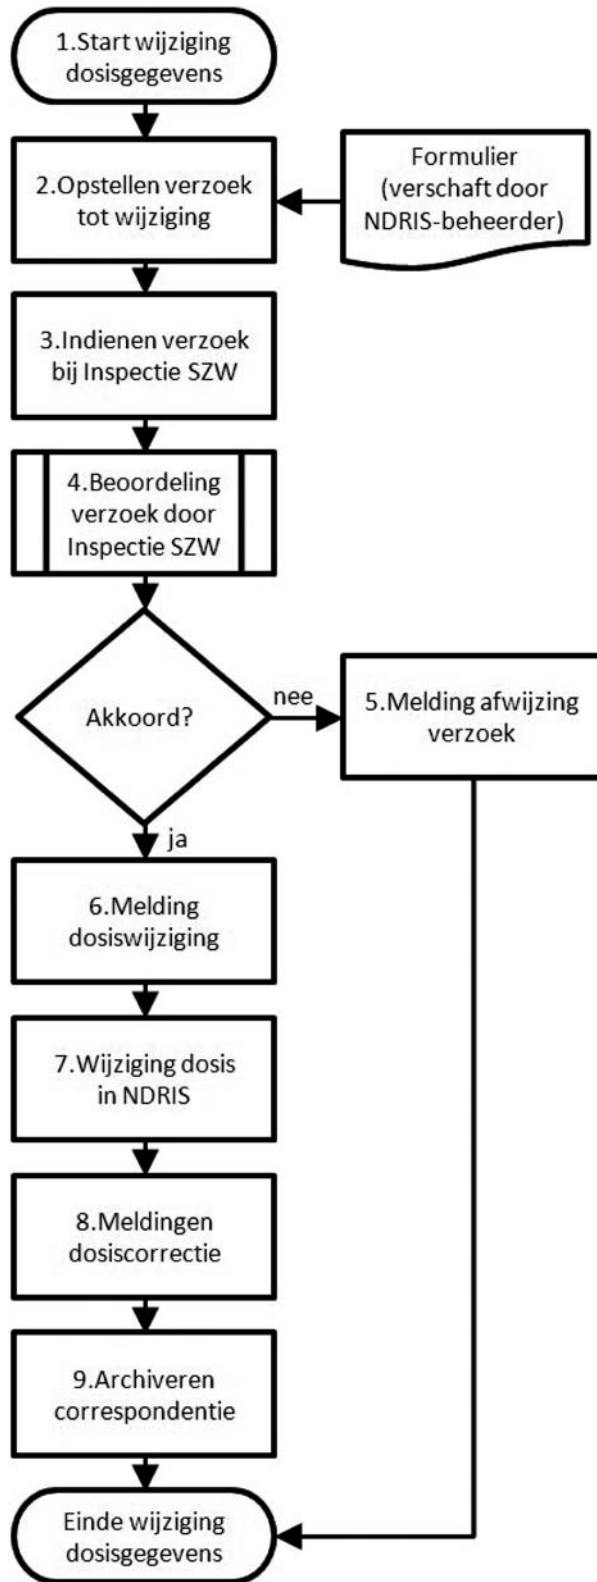 1.Start wijziging
dosisgegevens
2.Opstellen verzoek
tot wijziging
Formulier
(verschaft door
NDRIS-beheerder)
3.Indienen verzoek
bij Inspectie SZW
4.Beoordeling
verzoek door
Inspectie SZW
Akkoord?
nee
5.Melding afwijzing
verzoek
ja
6.Melding
dosiswijziging
7.Wijziging dosis
in NDRIS
8.Meldingen
dosiscorrectie
9.Archiveren
correspondentie
Einde wijziging
dosisgegevens